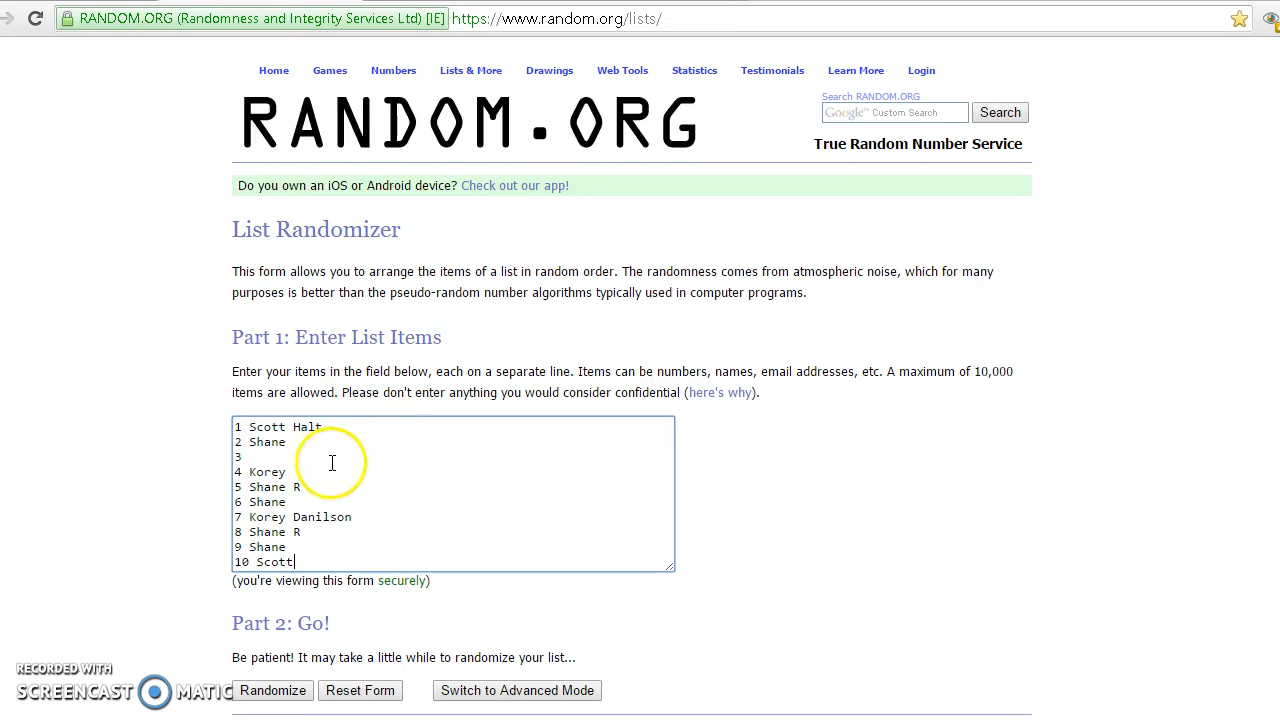 RANDOM.ORG (Randomness and Integrity Services Ltd) [IE] https://www.random.org/lists/
Home Games Numbers Lists & More Drawings Web Tools Statistics Testimonials Learn More Login
Search RANDOM.ORG
RANDOM.ORG
Google™ Custom Search Search
True Random Number Service
Do you own an iOS or Android device? Check out our app!
List Randomizer
This form allows you to arrange the items of a list in random order. The randomness comes from atmospheric noise, which for many
purposes is better than the pseudo-random number algorithms typically used in computer programs.
Part 1: Enter List Items
Enter your items in the field below, each on a separate line. Items can be numbers, names, email addresses, etc. A maximum of 10,000
items are allowed. Please don't enter anything you would consider confidential (here's why).
1 Scott Halt
2 Shane
3
4 Korey
5 Shane R
6 Shane
7 Korey Danilson
8 Shane R
9 Shane
10 Scott
(you're viewing this form securely)
Part 2: Go!
Be patient! It may take a little while to randomize your list...
RECORDED WITH
SCREENCAST MATIC
Randomize Reset Form Switch to Advanced Mode